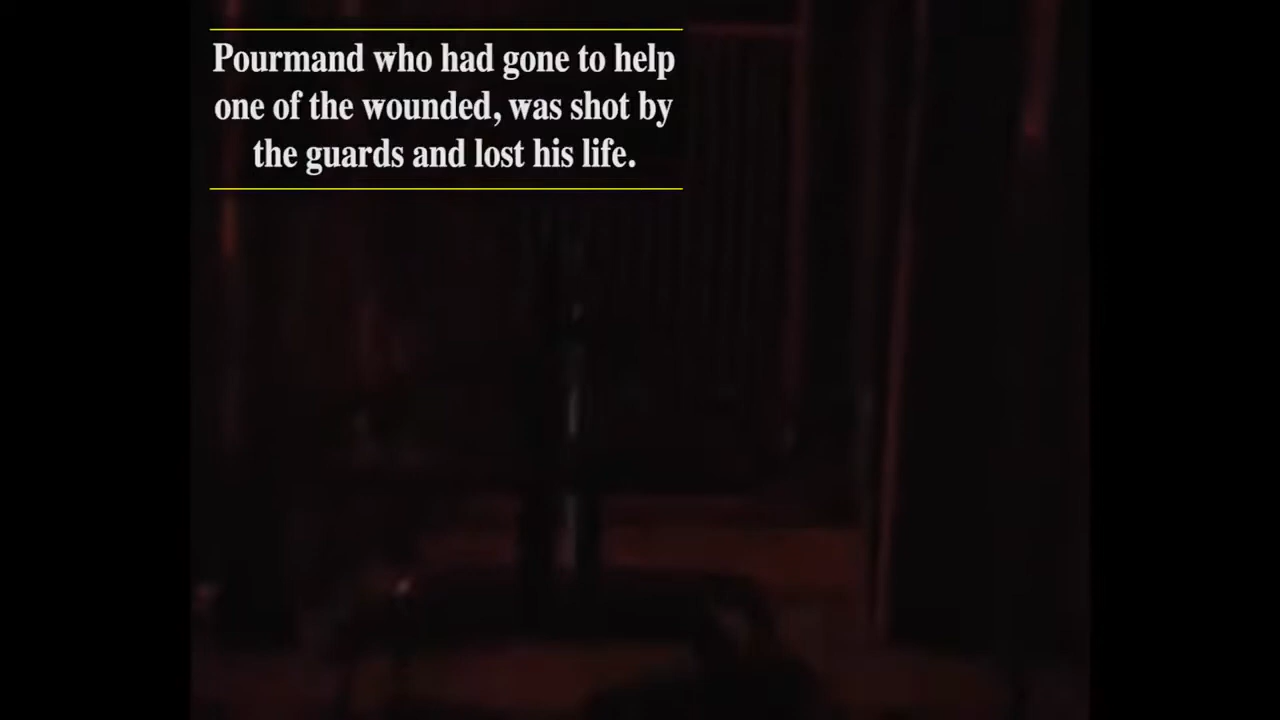 Pourmand who had gone to help
one of the wounded, was shot by
the guards and lost his life.